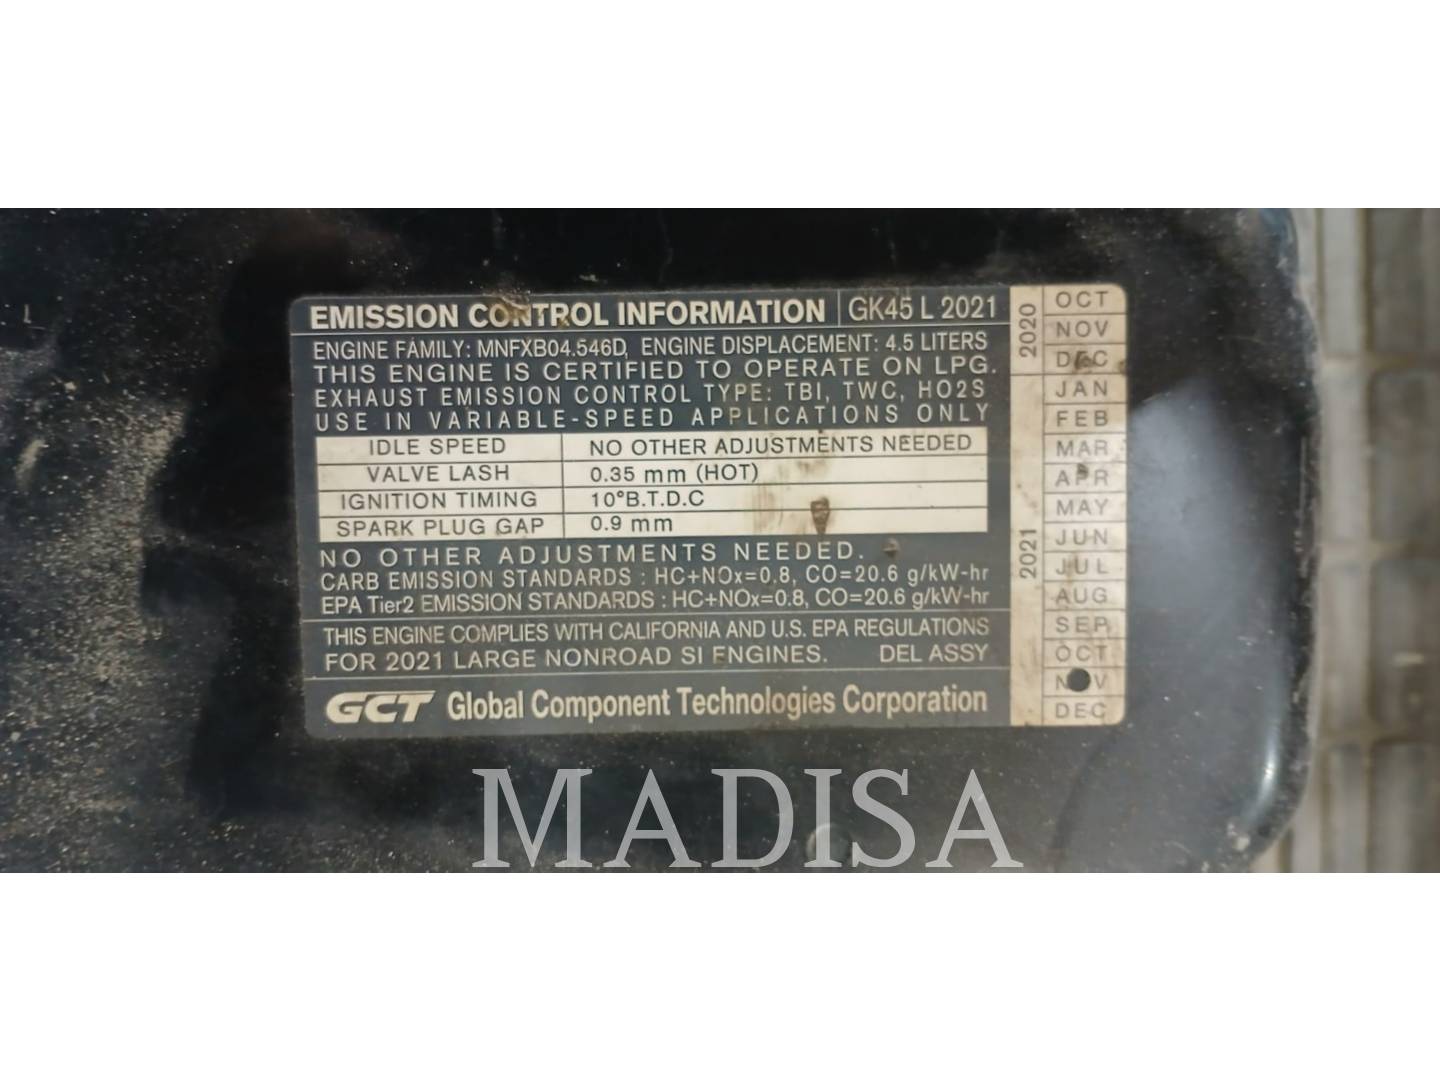 EMISSION CONTROL INFORMATION GK45 L 2021
ENGINE FAMILY: MNFXB04.546D, ENGINE DISPLACEMENT: 4.5 LITERS
THIS ENGINE IS CERTIFIED TO OPERATE ON LPG.
EXHAUST EMISSION CONTROL TYPE: TBI, TWC, HO2S
USE IN VARIABLE-SPEED APPLICATIONS ONLY
IDLE SPEED NO OTHER ADJUSTMENTS NEEDED
VALVE LASH 0.35 mm (HOT)
IGNITION TIMING 10°B.T.D.C
SPARK PLUG GAP 0.9 mm
NO OTHER ADJUSTMENTS NEEDED.
CARB EMISSION STANDARDS : HC+NOx=0.8, CO=20.6 g/kW-hr
EPA Tier2 EMISSION STANDARDS : HC+NOx=0.8, CO=20.6 g/kW-hr
THIS ENGINE COMPLIES WITH CALIFORNIA AND U.S. EPA REGULATIONS
FOR 2021 LARGE NONROAD SI ENGINES. DEL ASSY
GCT Global Component Technologies Corporation
2020
OCT
NOV
DEC
2021
JAN
FEB
MAR
APR
MAY
JUN
JUL
AUG
SEP
OCT
NOV
DEC
MADISA